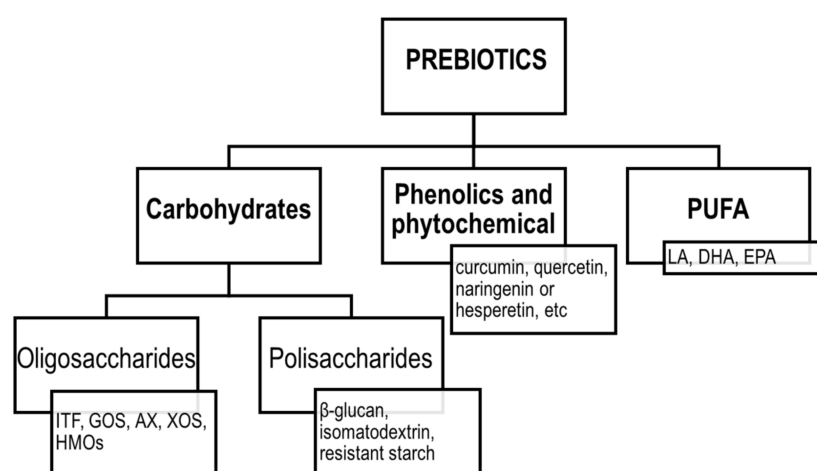 PREBIOTICS
Carbohydrates
Phenolics and
phytochemical
curcumin, quercetin,
naringenin or
hesperetin, etc
PUFA
LA, DHA, EPA
Oligosaccharides
ITF, GOS, AX, XOS,
HMOs
Polisaccharides
β-glucan,
isomatodextrin,
resistant starch